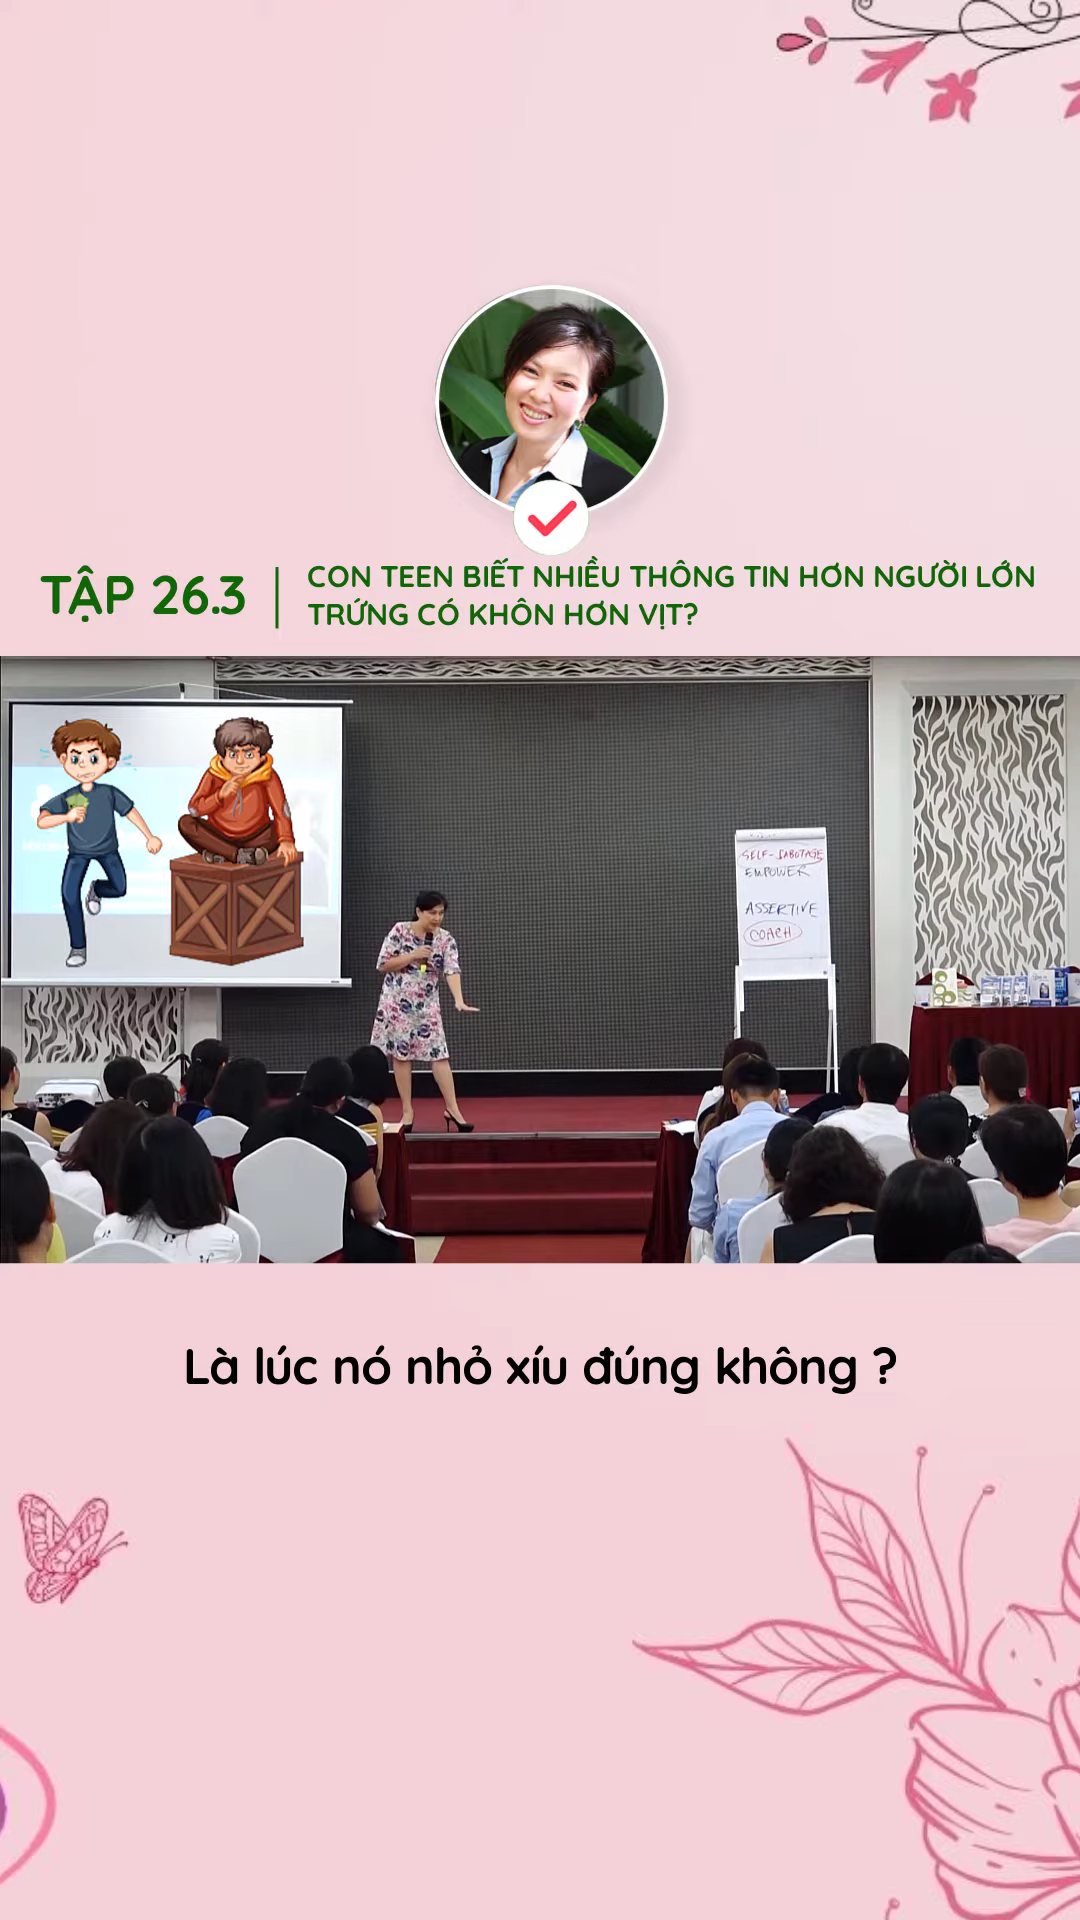 TẬP 26.3
CON TEEN BIẾT NHIỀU THÔNG TIN HƠN NGƯỜI LỚN
TRỨNG CÓ KHÔN HƠN VỊT?
SELF-SABOTAGE
EMPOWER
ASSERTIVE
COACH
Là lúc nó nhỏ xíu đúng không ?